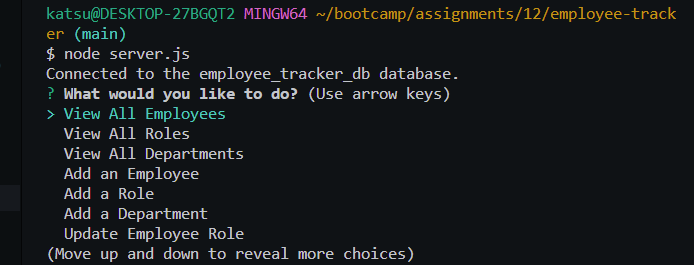 katsu@DESKTOP-27BGQT2 MINGW64 ~/bootcamp/assignments/12/employee-track
er (main)
$ node server.js
Connected to the employee_tracker_db database.
? What would you like to do? (Use arrow keys)
> View All Employees
View All Roles
View All Departments
Add an Employee
Add a Role
Add a Department
Update Employee Role
(Move up and down to reveal more choices)